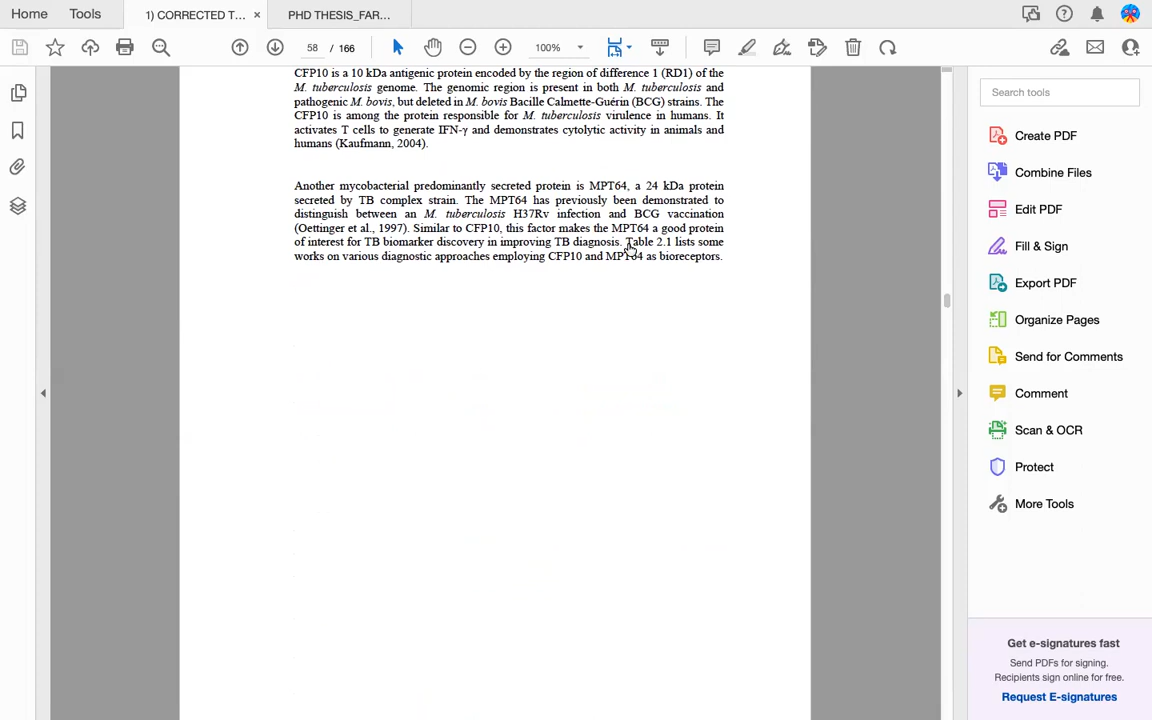 Home Tools 1) CORRECTED T... × PHD THESIS_FAR...
58 / 166 100%
CFP10 is a 10 kDa antigenic protein encoded by the region of difference 1 (RD1) of the
M. tuberculosis genome. The genomic region is present in both M. tuberculosis and
pathogenic M. bovis, but deleted in M. bovis Bacille Calmette-Guérin (BCG) strains. The
CFP10 is among the protein responsible for M. tuberculosis virulence in humans. It
activates T cells to generate IFN-γ and demonstrates cytolytic activity in animals and
humans (Kaufmann, 2004).
Another mycobacterial predominantly secreted protein is MPT64, a 24 kDa protein
secreted by TB complex strain. The MPT64 has previously been demonstrated to
distinguish between an M. tuberculosis H37Rv infection and BCG vaccination
(Oettinger et al., 1997). Similar to CFP10, this factor makes the MPT64 a good protein
of interest for TB biomarker discovery in improving TB diagnosis. Table 2.1 lists some
works on various diagnostic approaches employing CFP10 and MPT64 as bioreceptors.
Search tools
Create PDF
Combine Files
Edit PDF
Fill & Sign
Export PDF
Organize Pages
Send for Comments
Comment
Scan & OCR
Protect
More Tools
Get e-signatures fast
Send PDFs for signing.
Recipients sign online for free.
Request E-signatures